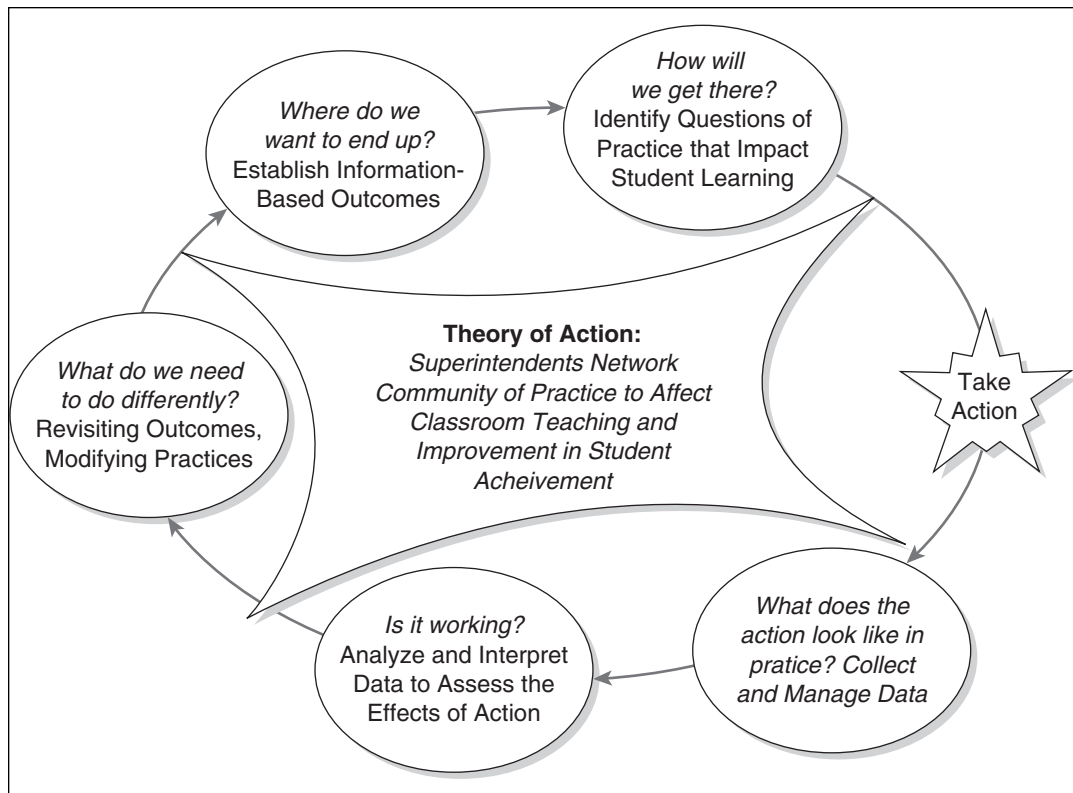 Where do we
want to end up?
Establish Information-
Based Outcomes
How will
we get there?
Identify Questions of
Practice that Impact
Student Learning
Take
Action
What does the
action look like in
pratice? Collect
and Manage Data
Is it working?
Analyze and Interpret
Data to Assess the
Effects of Action
What do we need
to do differently?
Revisiting Outcomes,
Modifying Practices
Theory of Action:
Superintendents Network
Community of Practice to Affect
Classroom Teaching and
Improvement in Student
Acheivement